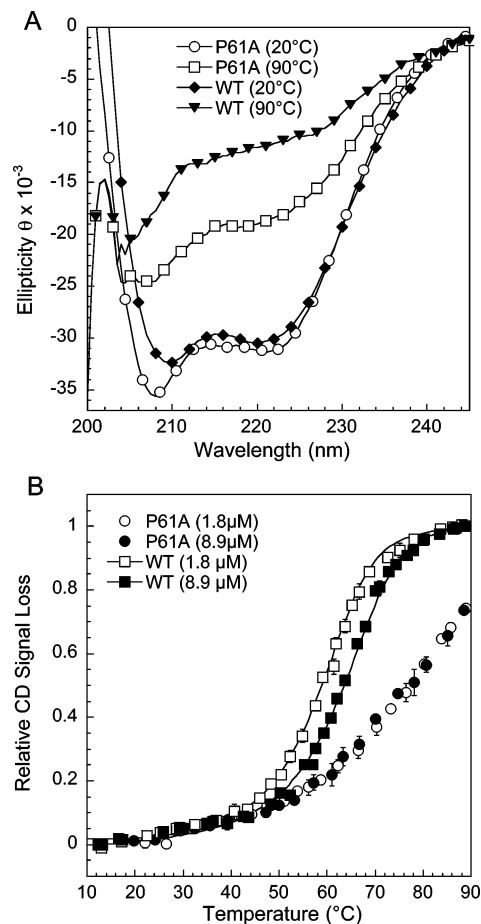 A
0
-5
-10
-15
-20
-25
-30
-35
Ellipticity θ x 10⁻³
P61A (20°C)
P61A (90°C)
WT (20°C)
WT (90°C)
200 210 220 230 240
Wavelength (nm)
B
1
0.8
0.6
0.4
0.2
0
Relative CD Signal Loss
P61A (1.8µM)
P61A (8.9µM)
WT (1.8 µM)
WT (8.9 µM)
10 20 30 40 50 60 70 80 90
Temperature (°C)